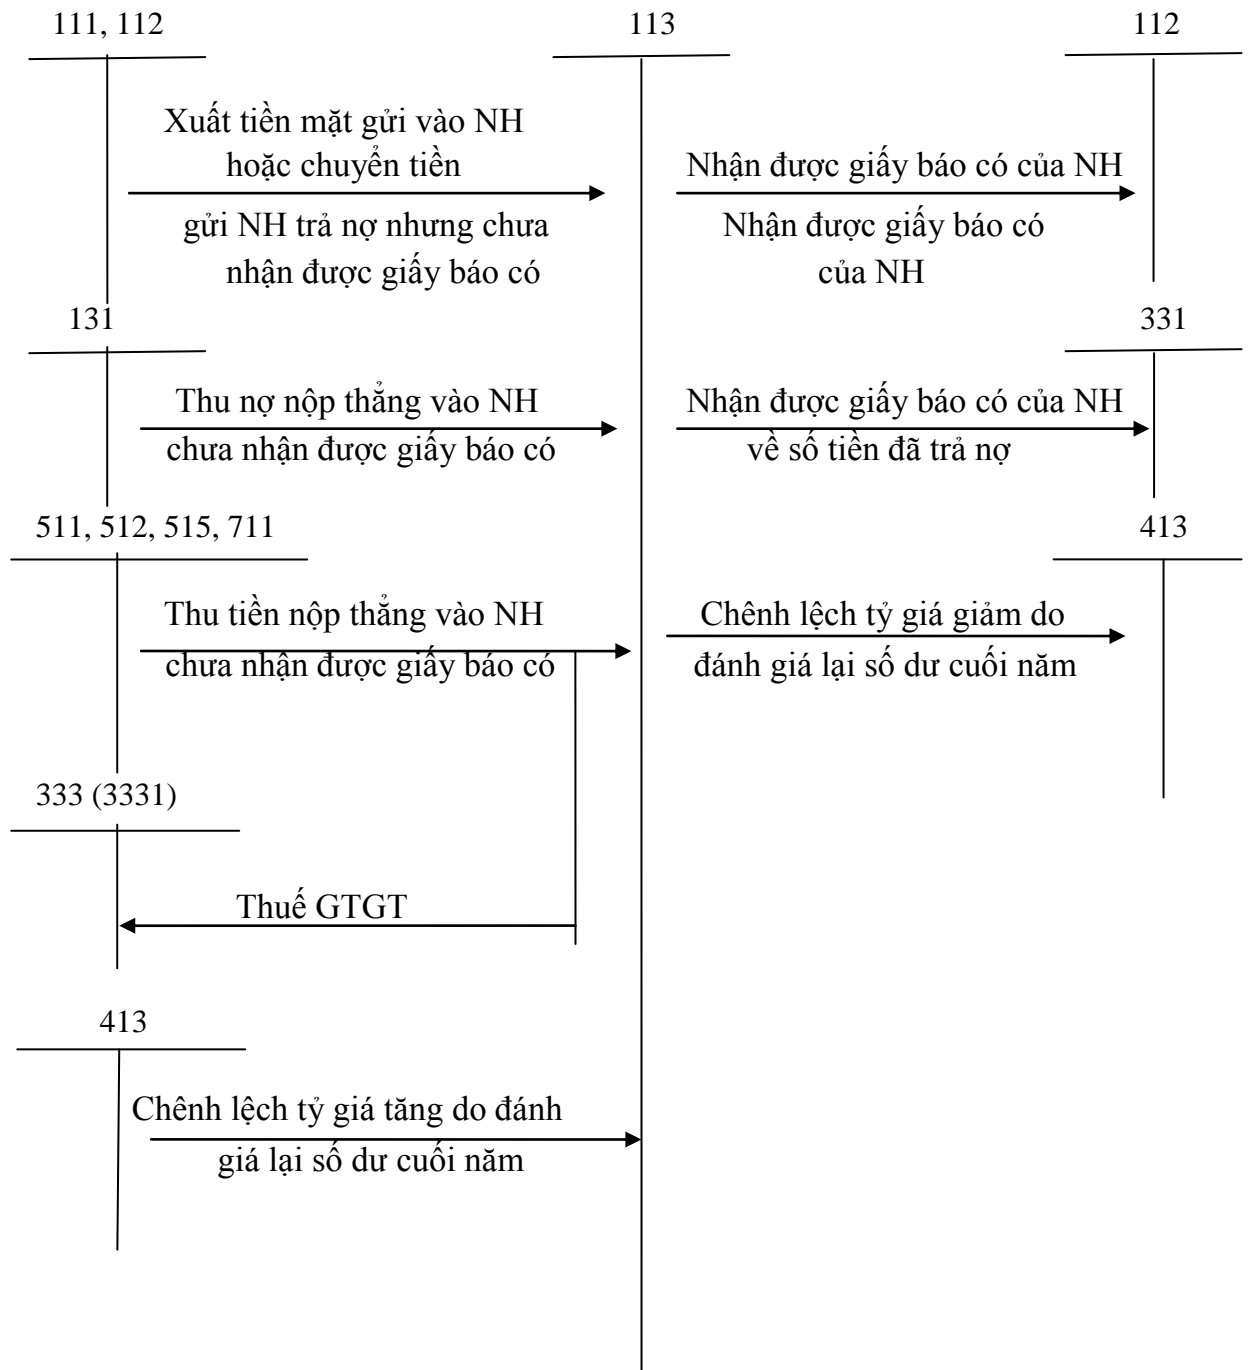 111, 112
113
112
Xuất tiền mặt gửi vào NH
hoặc chuyển tiền
gửi NH trả nợ nhưng chưa
nhận được giấy báo có
Nhận được giấy báo có của NH
Nhận được giấy báo có
của NH
131
331
Thu nợ nộp thẳng vào NH
chưa nhận được giấy báo có
Nhận được giấy báo có của NH
về số tiền đã trả nợ
511, 512, 515, 711
413
Thu tiền nộp thẳng vào NH
chưa nhận được giấy báo có
Chênh lệch tỷ giá giảm do
đánh giá lại số dư cuối năm
333 (3331)
Thuế GTGT
413
Chênh lệch tỷ giá tăng do đánh
giá lại số dư cuối năm